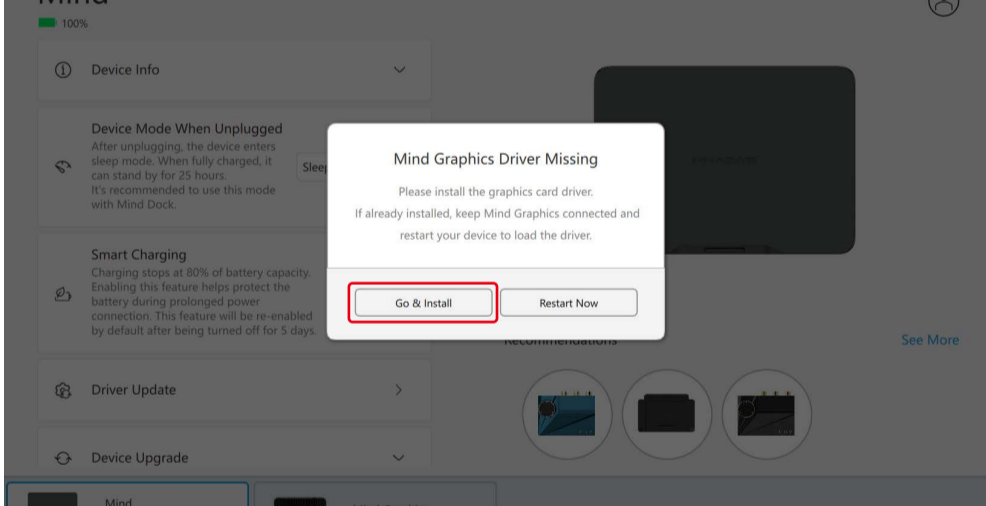 100%
Device Info
Device Mode When Unplugged
After unplugging, the device enters
sleep mode. When fully charged, it
can stand by for 25 hours.
It's recommended to use this mode
with Mind Dock.
Sleep
Smart Charging
Charging stops at 80% of battery capacity.
Enabling this feature helps protect the
battery during prolonged power
connection. This feature will be re-enabled
by default after being turned off for 5 days.
Driver Update
Device Upgrade
Mind Graphics Driver Missing
Please install the graphics card driver.
If already installed, keep Mind Graphics connected and
restart your device to load the driver.
Go & Install
Restart Now
Recommendations
See More
Mind